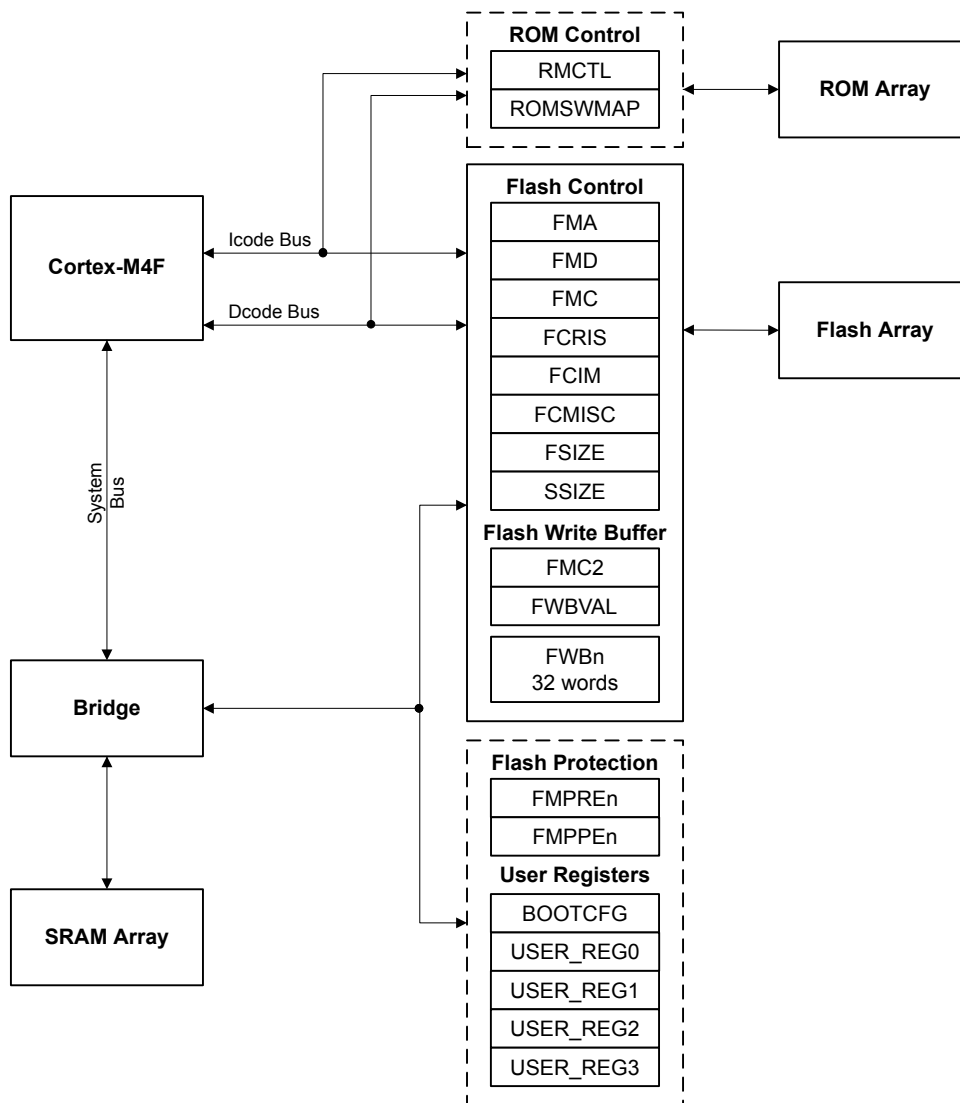 ROM Control
RMCTL
ROMSWMAP
ROM Array
Flash Control
FMA
FMD
FMC
FCRIS
FCIM
FCMISC
FSIZE
SSIZE
Flash Write Buffer
FMC2
FWBVAL
FWBn
32 words
Flash Array
Cortex-M4F
Icode Bus
Dcode Bus
System
Bus
Bridge
SRAM Array
Flash Protection
FMPREn
FMPPEn
User Registers
BOOTCFG
USER_REG0
USER_REG1
USER_REG2
USER_REG3